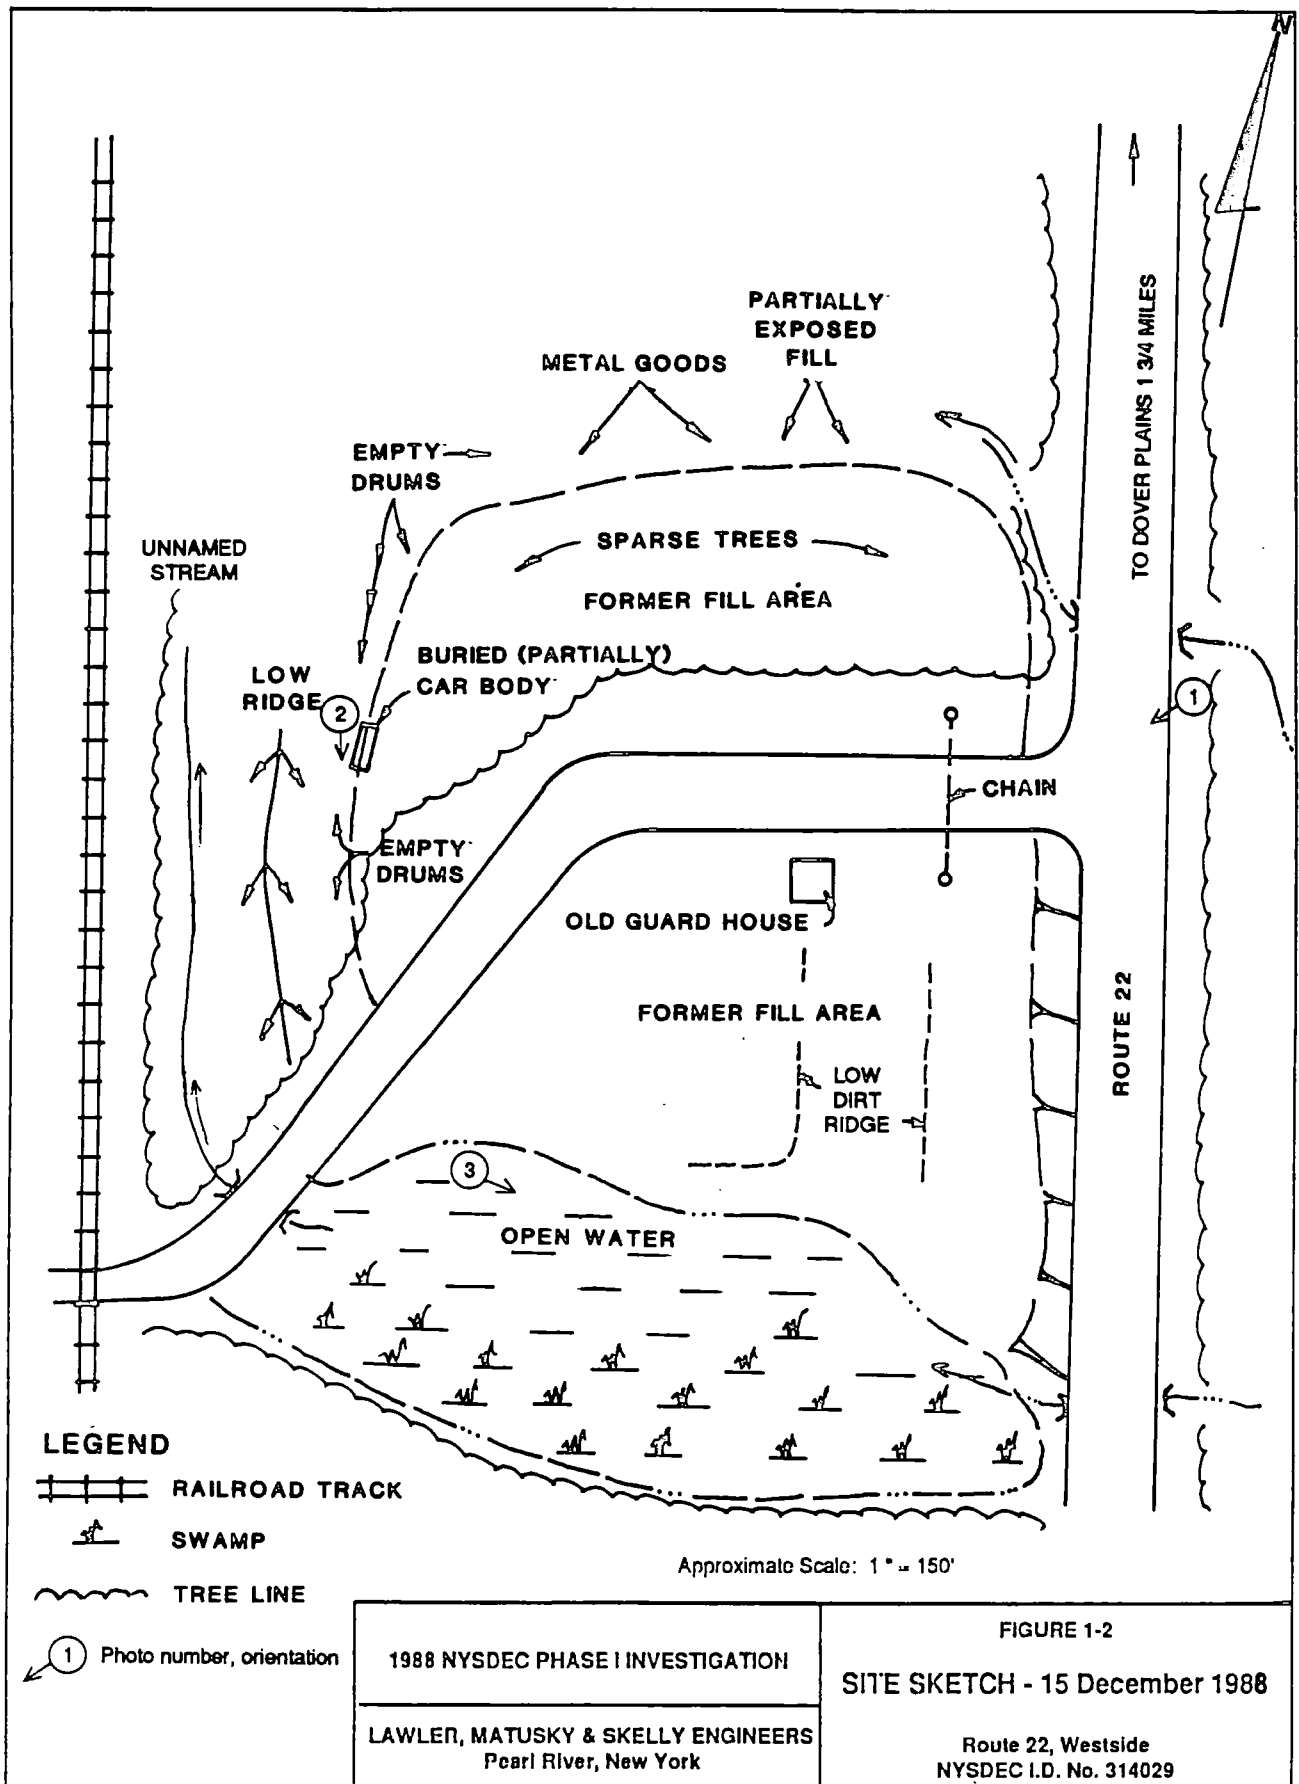 N
TO DOVER PLAINS 1 3/4 MILES
PARTIALLY
EXPOSED
FILL
METAL GOODS
EMPTY
DRUMS
SPARSE TREES
UNNAMED
STREAM
FORMER FILL AREA
BURIED (PARTIALLY)
CAR BODY
LOW
RIDGE
2
1
CHAIN
EMPTY
DRUMS
OLD GUARD HOUSE
FORMER FILL AREA
ROUTE 22
LOW
DIRT
RIDGE
3
OPEN WATER
LEGEND
RAILROAD TRACK
SWAMP
TREE LINE
1 Photo number, orientation
Approximate Scale: 1" = 150'
1988 NYSDEC PHASE I INVESTIGATION
LAWLER, MATUSKY & SKELLY ENGINEERS
Pearl River, New York
FIGURE 1-2
SITE SKETCH - 15 December 1988
Route 22, Westside
NYSDEC I.D. No. 314029